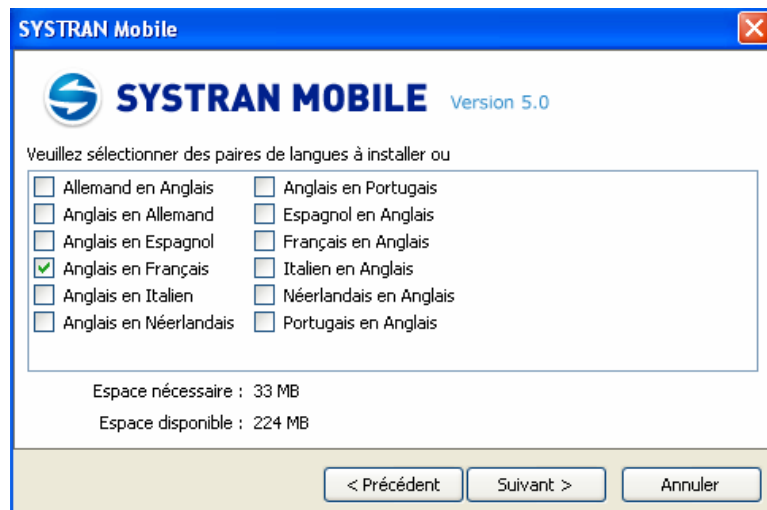 SYSTRAN Mobile
SYSTRAN MOBILE Version 5.0
Veuillez sélectionner des paires de langues à installer ou
Allemand en Anglais
Anglais en Allemand
Anglais en Espagnol
Anglais en Français
Anglais en Italien
Anglais en Néerlandais
Anglais en Portugais
Espagnol en Anglais
Français en Anglais
Italien en Anglais
Néerlandais en Anglais
Portugais en Anglais
Espace nécessaire : 33 MB
Espace disponible : 224 MB
< Précédent Suivant > Annuler